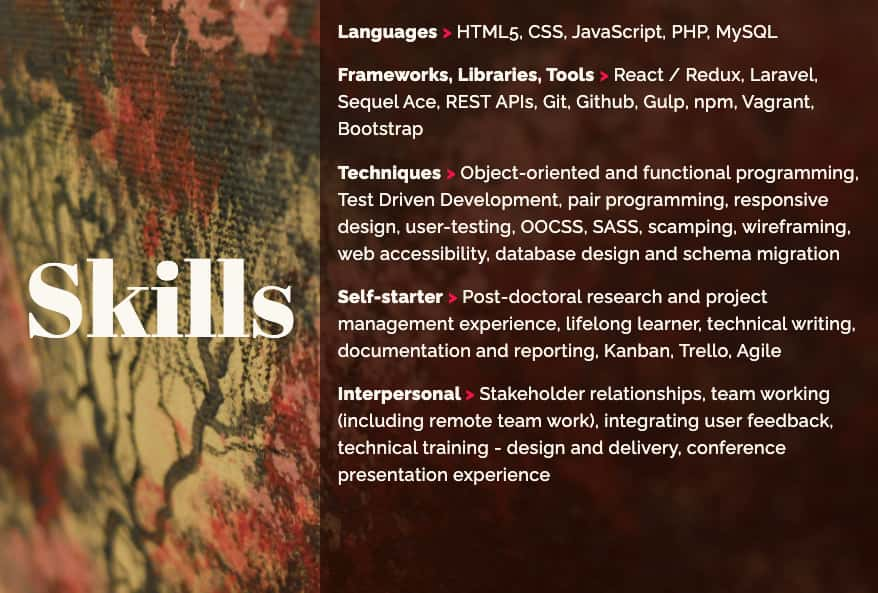 Skills
Languages > HTML5, CSS, JavaScript, PHP, MySQL
Frameworks, Libraries, Tools > React / Redux, Laravel,
Sequel Ace, REST APIs, Git, Github, Gulp, npm, Vagrant,
Bootstrap
Techniques > Object-oriented and functional programming,
Test Driven Development, pair programming, responsive
design, user-testing, OOCSS, SASS, scamping, wireframing,
web accessibility, database design and schema migration
Self-starter > Post-doctoral research and project
management experience, lifelong learner, technical writing,
documentation and reporting, Kanban, Trello, Agile
Interpersonal > Stakeholder relationships, team working
(including remote team work), integrating user feedback,
technical training - design and delivery, conference
presentation experience